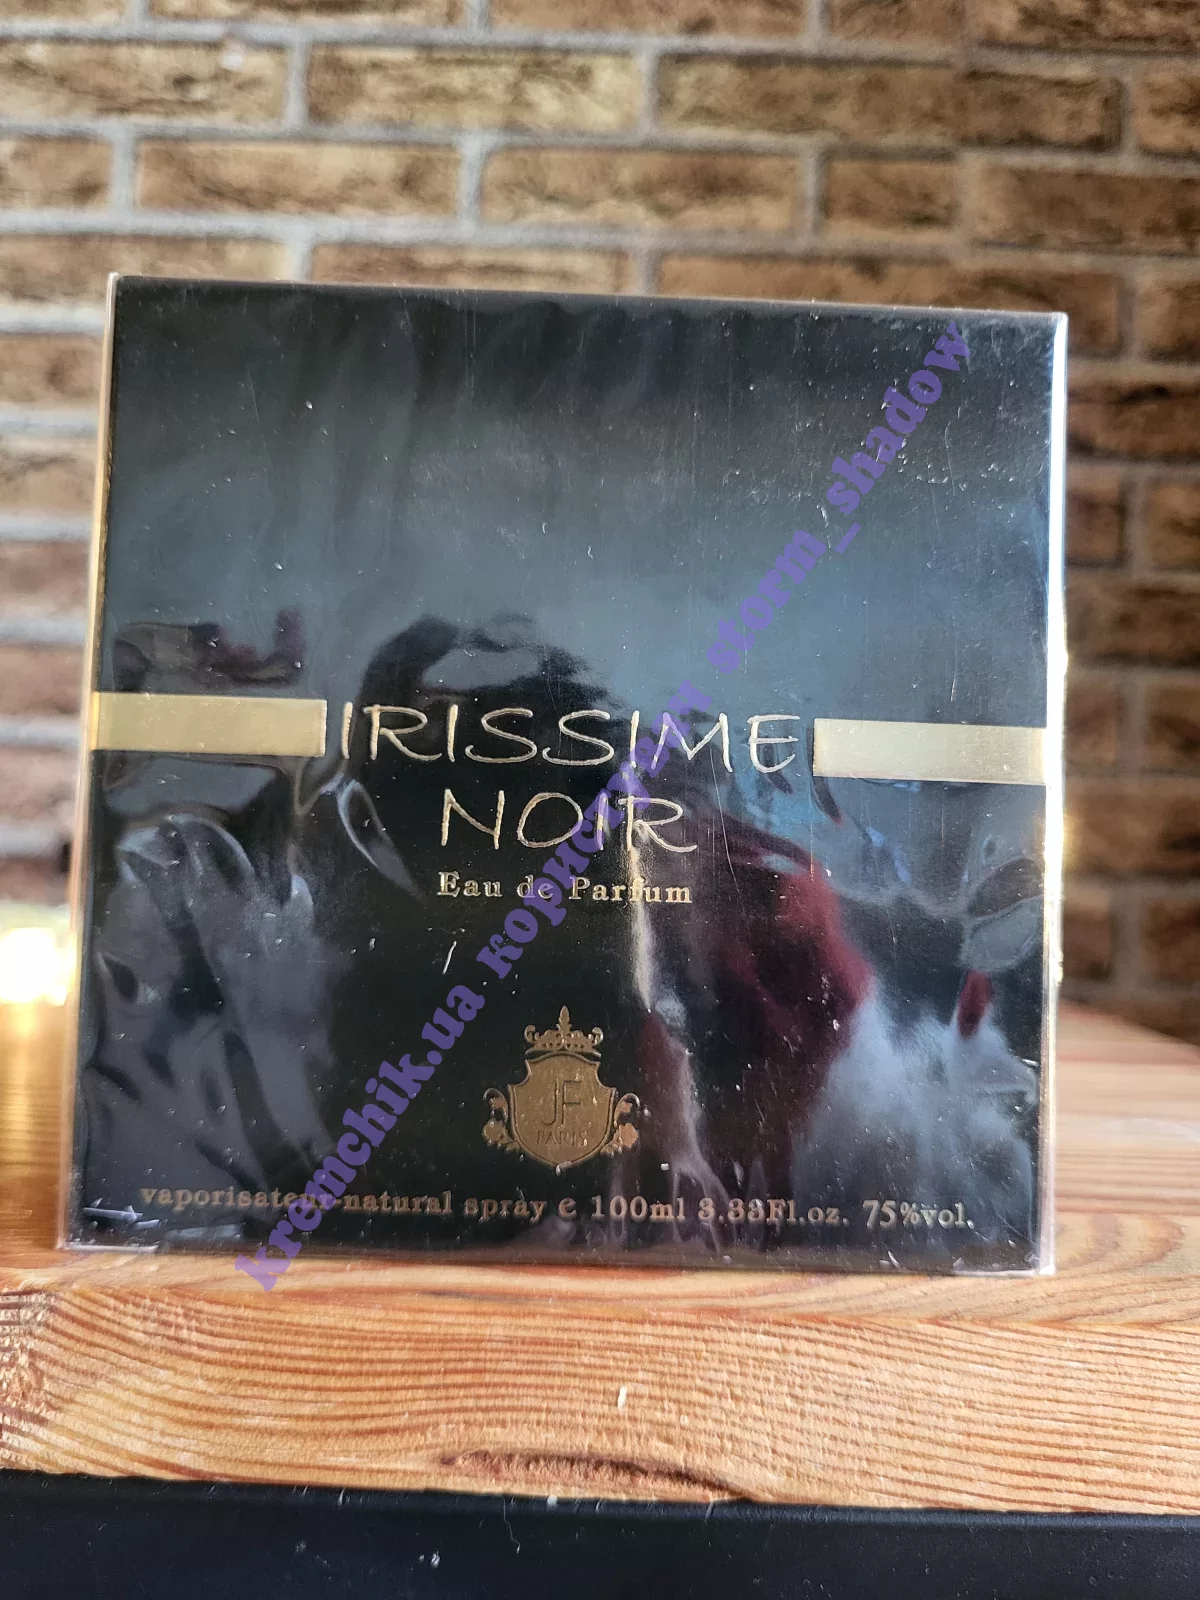 IRISSIME
NOIR
Eau de Parfum
JF
PARIS
vaporisateur-natural spray e 100ml 3.33Fl.oz. 75%vol.
kremchik.ua користувач storm_shadow